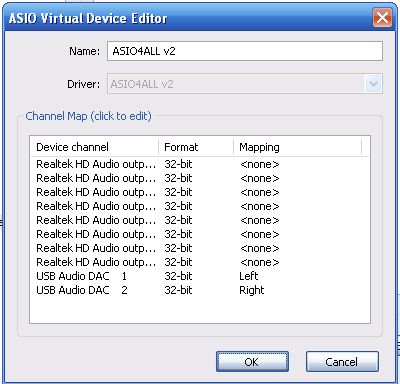 ASIO Virtual Device Editor
Name: ASIO4ALL v2
Driver: ASIO4ALL v2
Channel Map (click to edit)
Device channel Format Mapping
Realtek HD Audio outp... 32-bit <none>
Realtek HD Audio outp... 32-bit <none>
Realtek HD Audio outp... 32-bit <none>
Realtek HD Audio outp... 32-bit <none>
Realtek HD Audio outp... 32-bit <none>
Realtek HD Audio outp... 32-bit <none>
Realtek HD Audio outp... 32-bit <none>
Realtek HD Audio outp... 32-bit <none>
USB Audio DAC 1 32-bit Left
USB Audio DAC 2 32-bit Right
OK Cancel